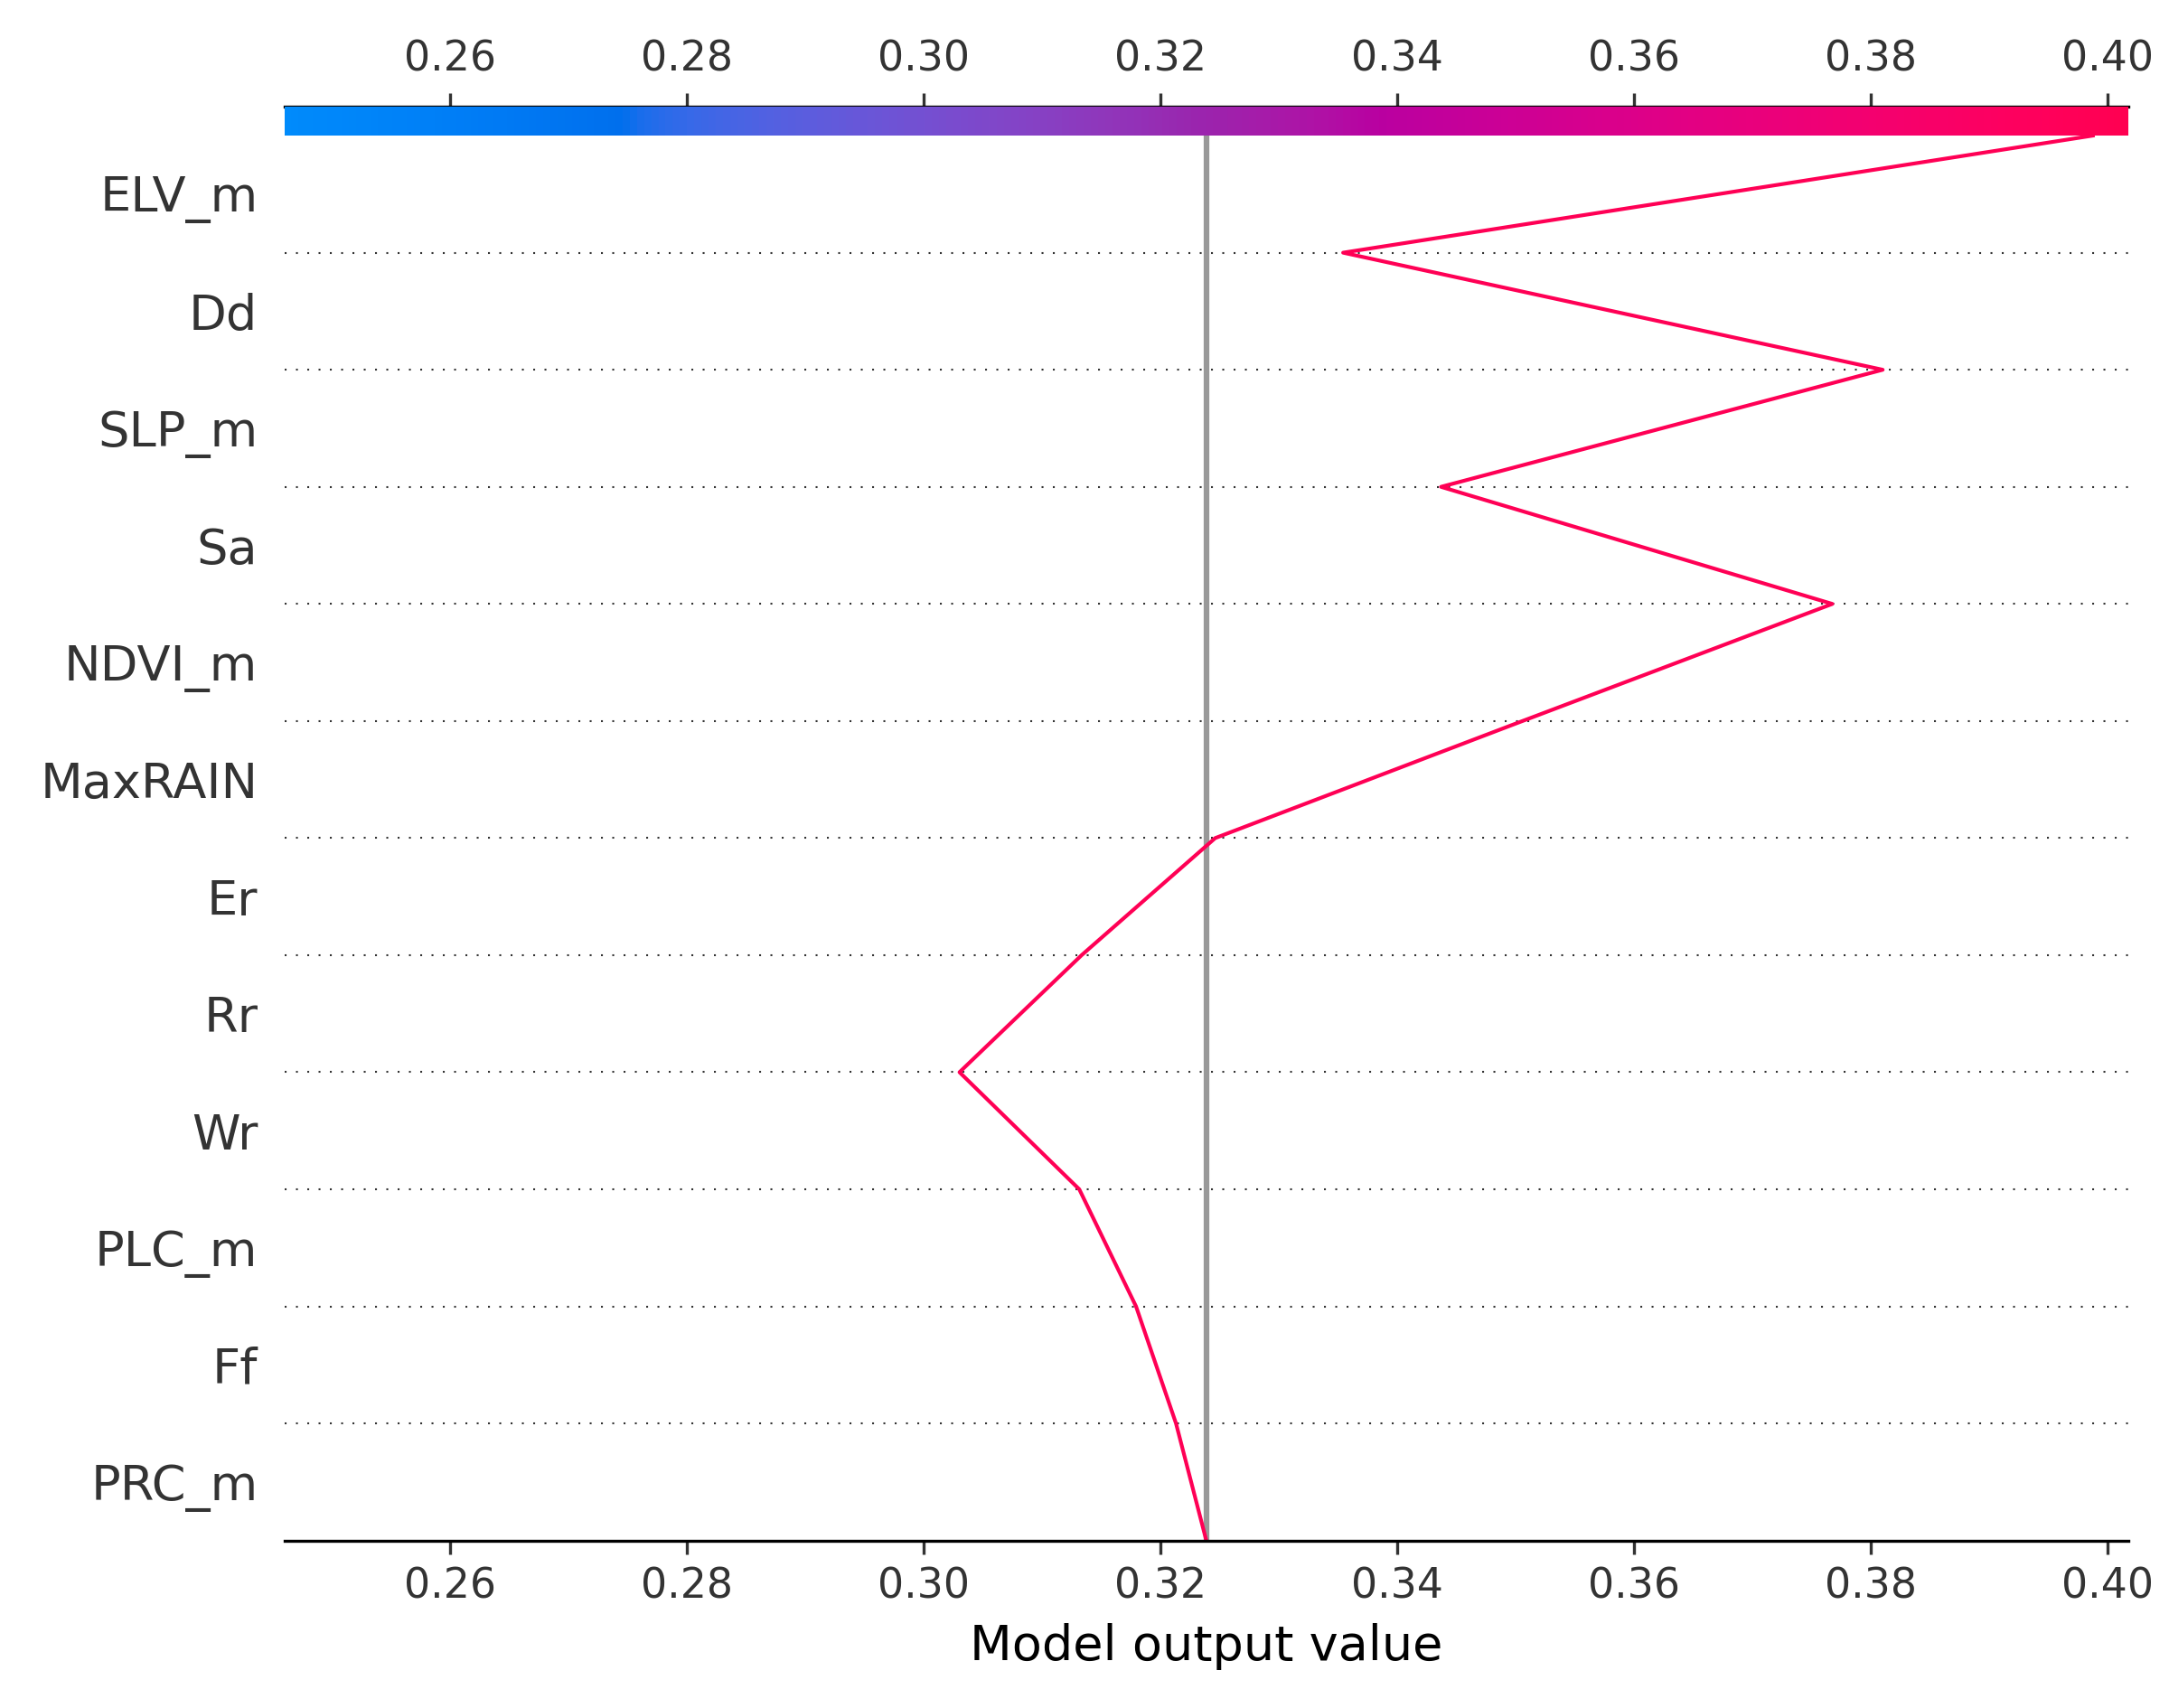 0.26 0.28 0.30 0.32 0.34 0.36 0.38 0.40
ELV_m
Dd
SLP_m
Sa
NDVI_m
MaxRAIN
Er
Rr
Wr
PLC_m
Ff
PRC_m
0.26 0.28 0.30 0.32 0.34 0.36 0.38 0.40
Model output value